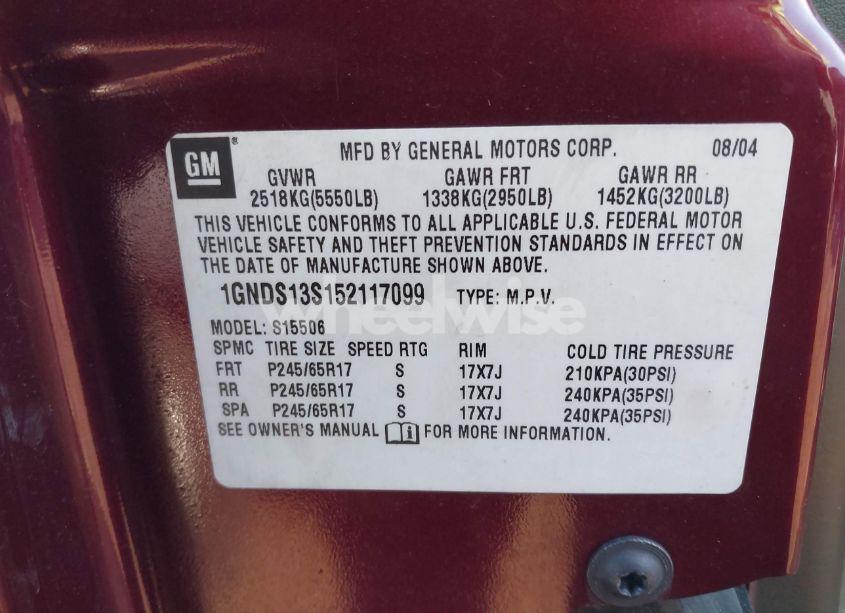 GM ® MFD BY GENERAL MOTORS CORP. 08/04
GVWR GAWR FRT GAWR RR
2518KG(5550LB) 1338KG(2950LB) 1452KG(3200LB)
THIS VEHICLE CONFORMS TO ALL APPLICABLE U.S. FEDERAL MOTOR
VEHICLE SAFETY AND THEFT PREVENTION STANDARDS IN EFFECT ON
THE DATE OF MANUFACTURE SHOWN ABOVE.
1GNDS13S152117099 TYPE: M.P.V.
wheelwise
MODEL: S15506
SPMC TIRE SIZE SPEED RTG RIM COLD TIRE PRESSURE
FRT P245/65R17 S 17X7J 210KPA(30PSI)
RR P245/65R17 S 17X7J 240KPA(35PSI)
SPA P245/65R17 S 17X7J 240KPA(35PSI)
SEE OWNER'S MANUAL i FOR MORE INFORMATION.